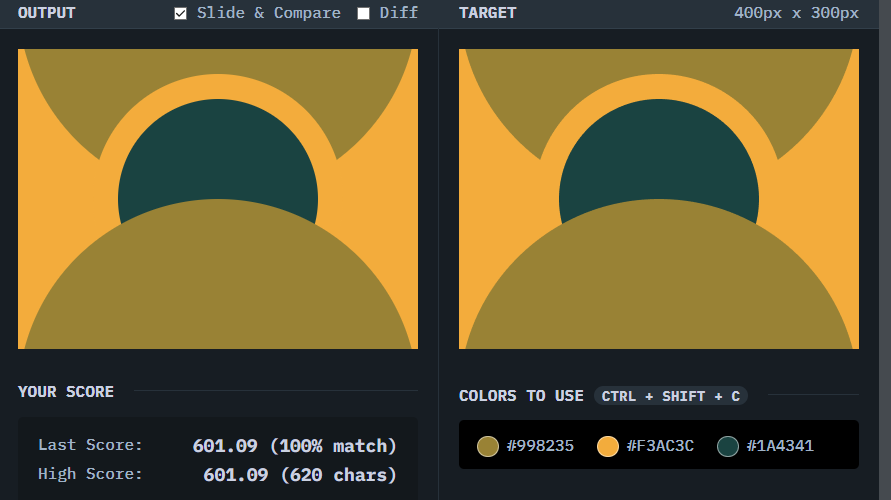 OUTPUT Slide & Compare Diff TARGET 400px x 300px
YOUR SCORE
Last Score: 601.09 (100% match)
High Score: 601.09 (620 chars)
COLORS TO USE CTRL + SHIFT + C
#998235 #F3AC3C #1A4341